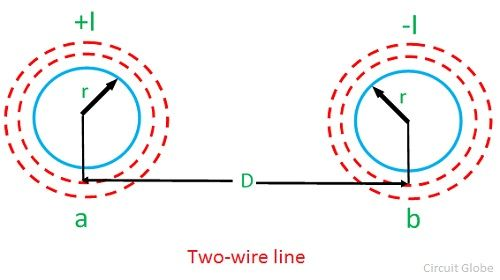 +I -I
r r
D
a b
Two-wire line
Circuit Globe